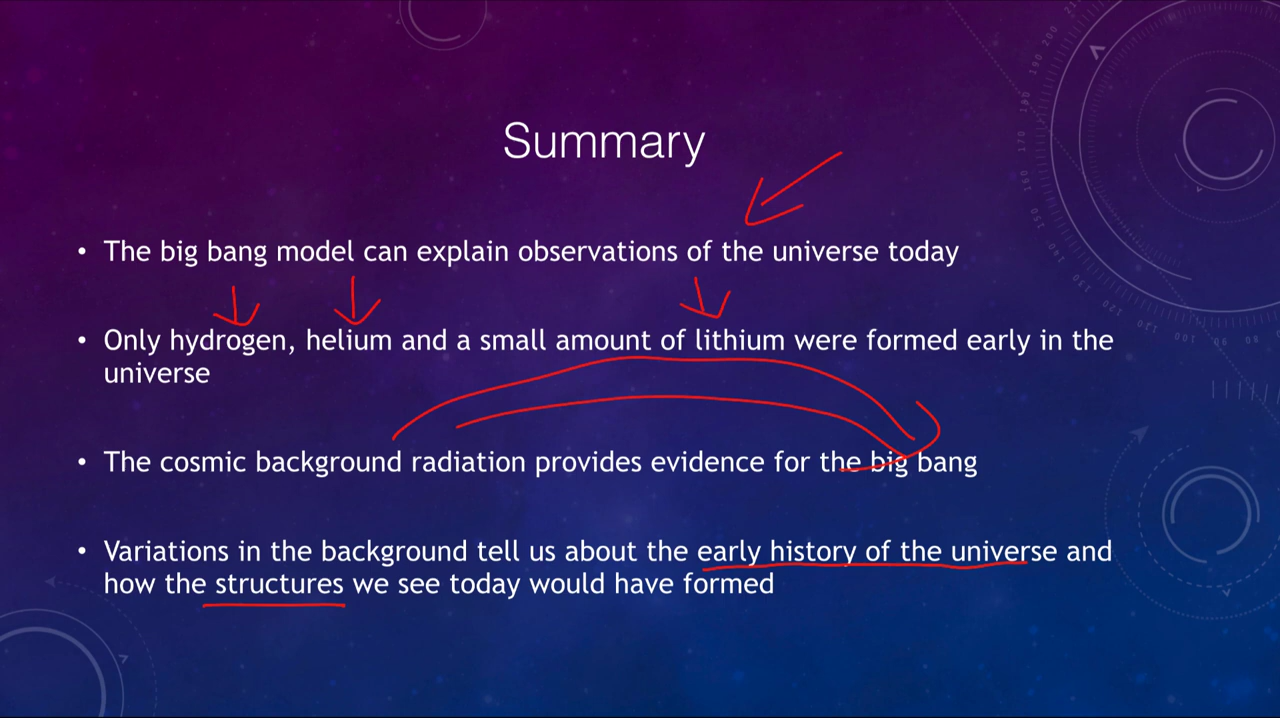 Summary
• The big bang model can explain observations of the universe today
• Only hydrogen, helium and a small amount of lithium were formed early in the
universe
• The cosmic background radiation provides evidence for the big bang
• Variations in the background tell us about the early history of the universe and
how the structures we see today would have formed